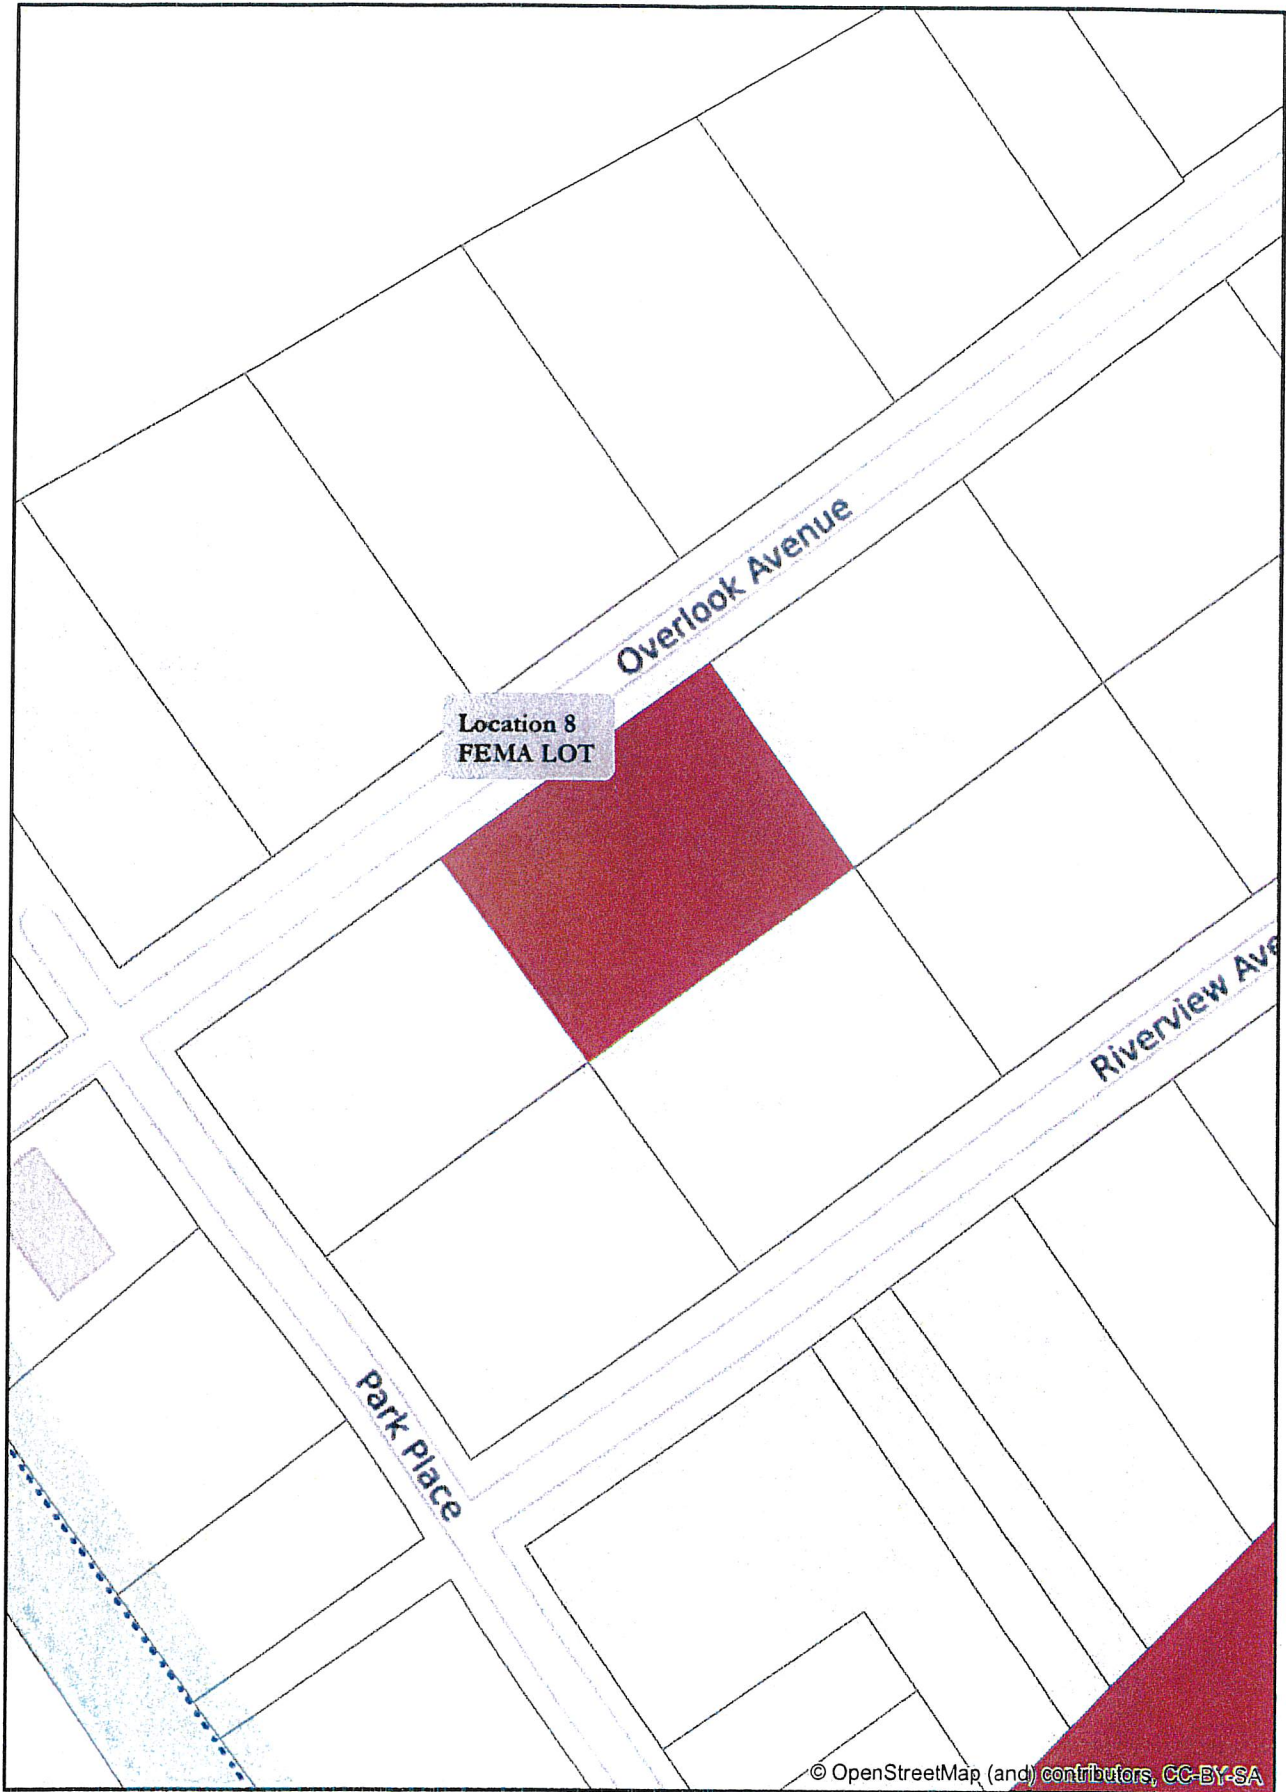 Overlook Avenue
Location 8
FEMA LOT
Riverview Ave
Park Place
© OpenStreetMap (and) contributors, CC-BY-SA